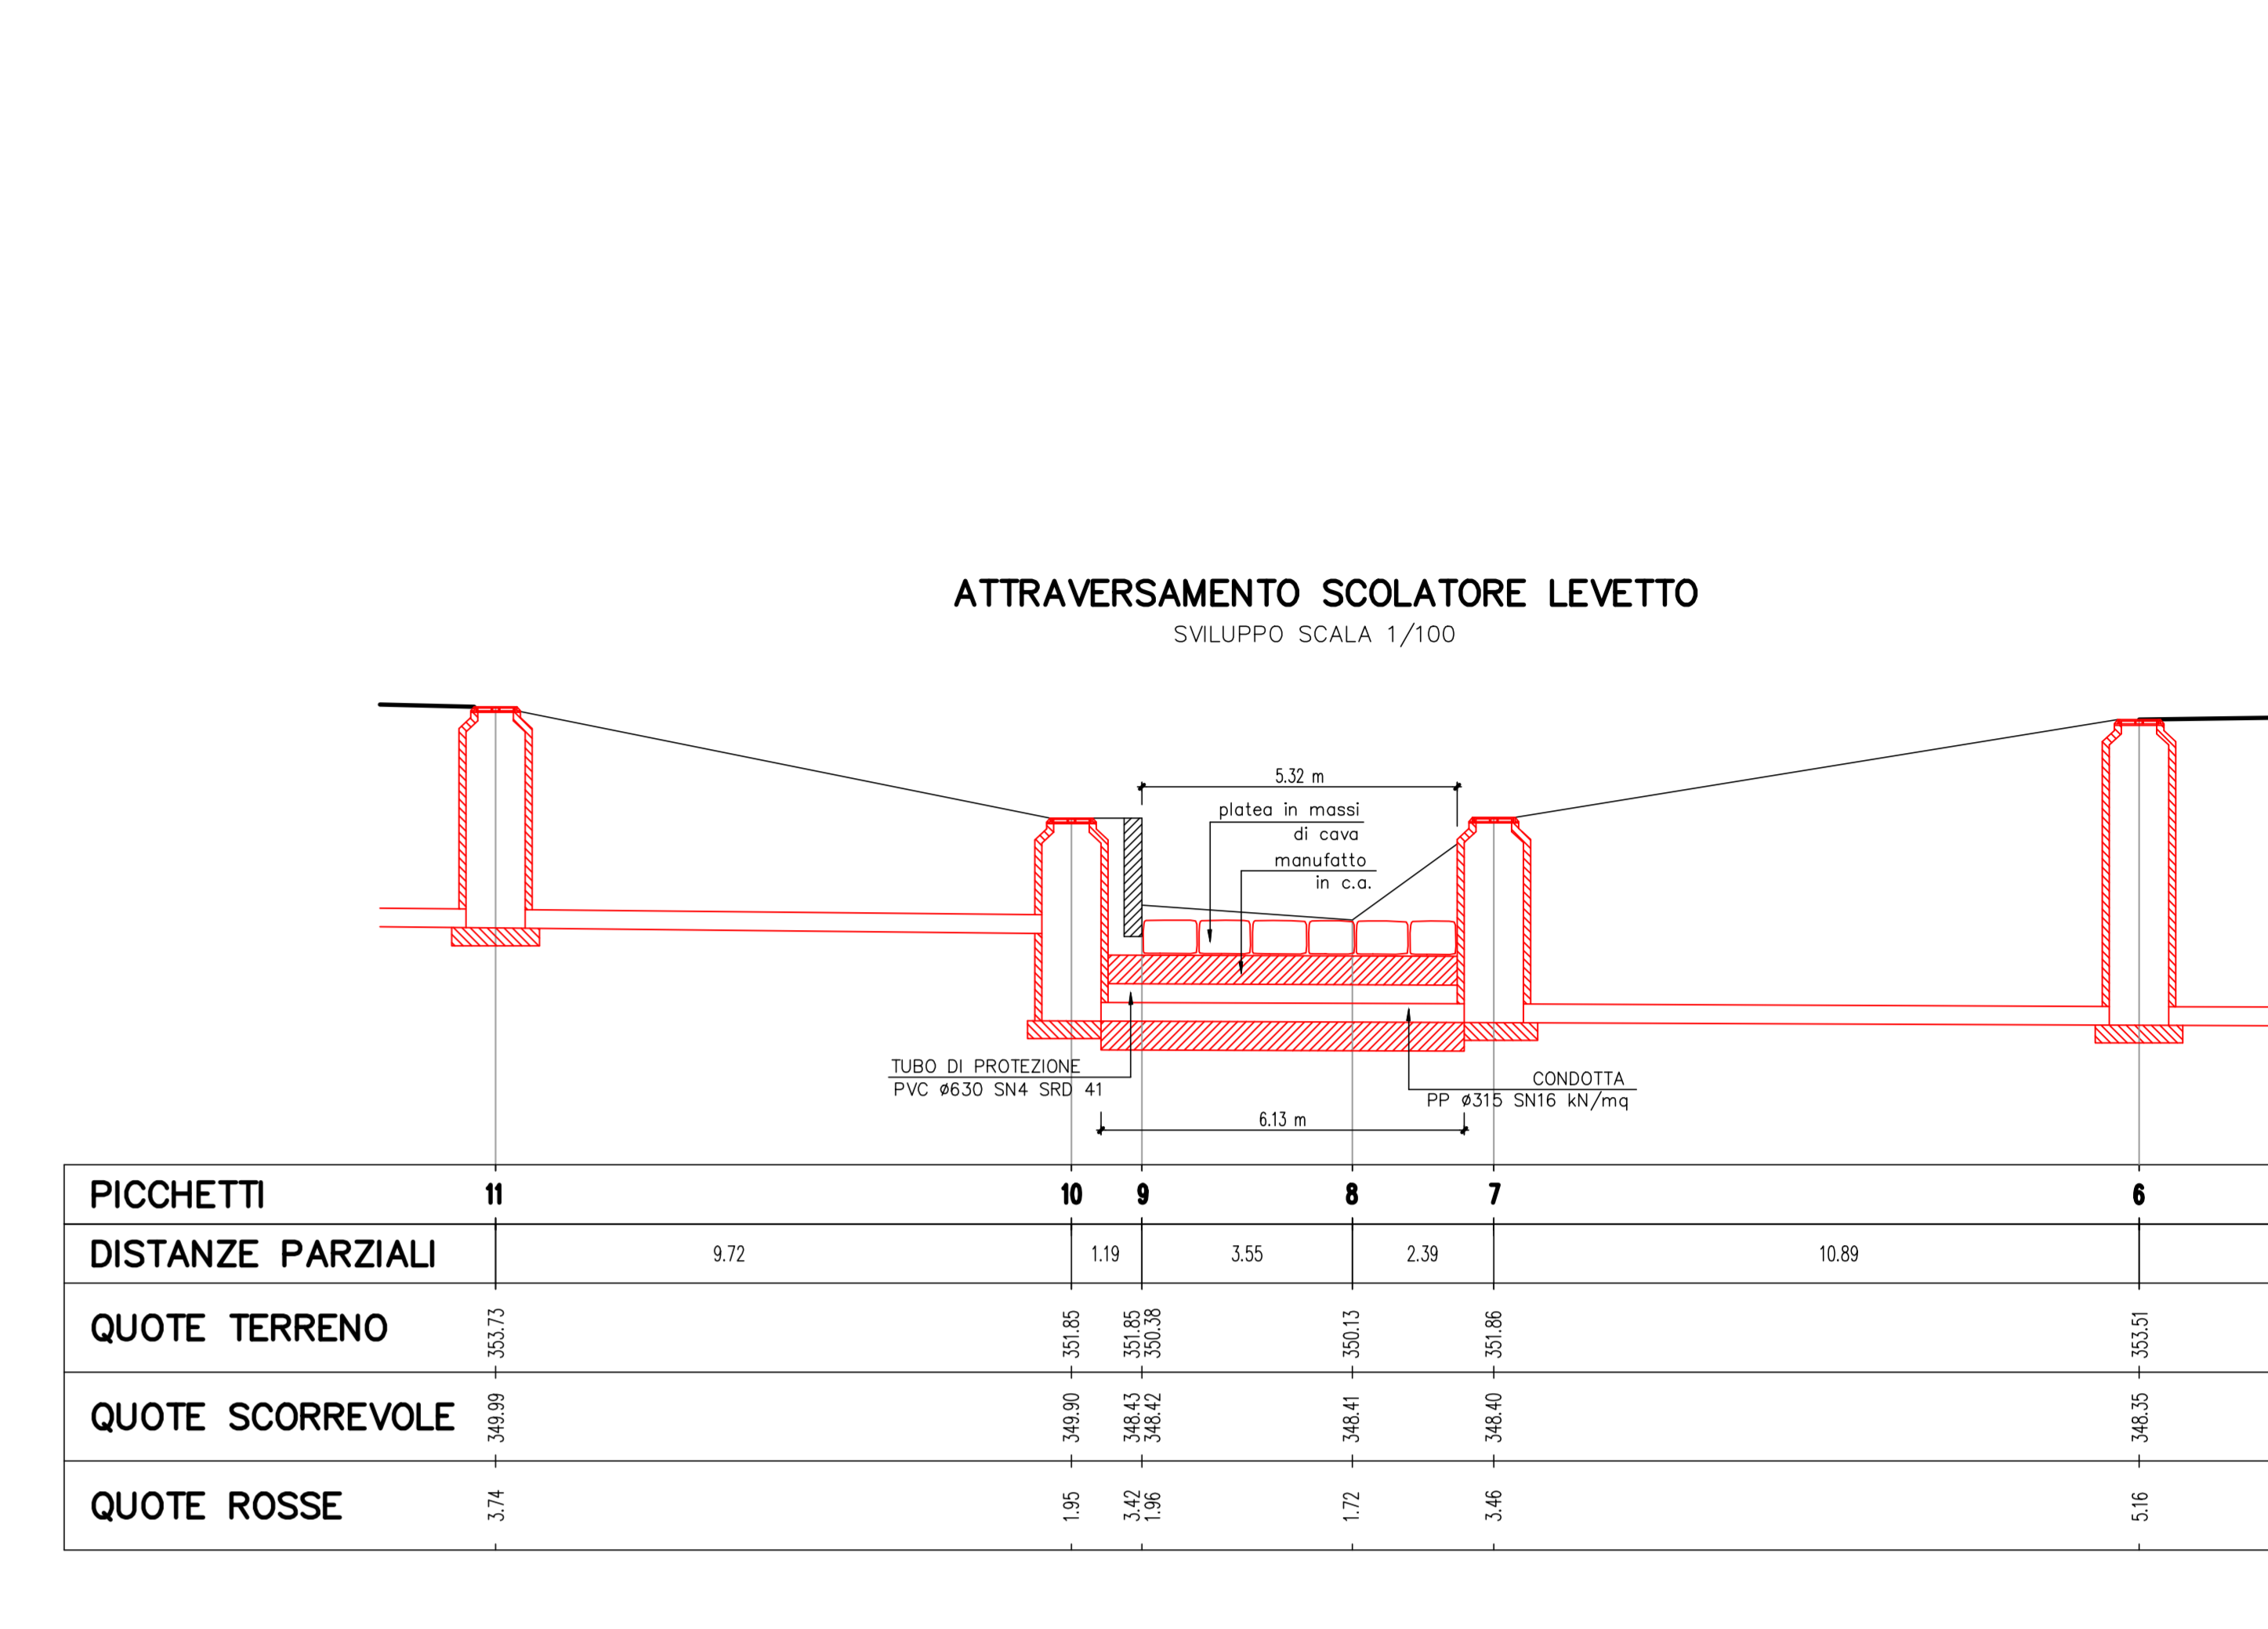 ATTRAVERSAMENTO SCOLATORE LEVETTO
SVILUPPO SCALA 1/100
5.32 m
platea in massi
di cava
manufatto
in c.a.
TUBO DI PROTEZIONE
PVC ø630 SN4 SRD 41
CONDOTTA
PP ø315 SN16 kN/mq
6.13 m
PICCHETTI 11 10 9 8 7 6
DISTANZE PARZIALI 9.72 1.19 3.55 2.39 10.89
QUOTE TERRENO 353.73 351.85 351.85 350.38 350.13 351.86 353.51
QUOTE SCORREVOLE 349.99 349.90 348.43 348.42 348.41 348.40 348.35
QUOTE ROSSE 3.74 1.95 3.42 1.96 1.72 3.46 5.16